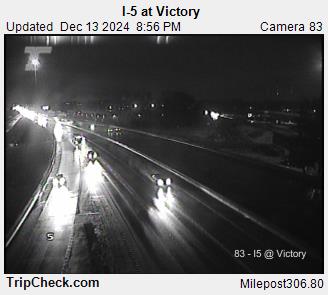 I-5 at Victory
Updated Dec 13 2024 8:56 PM Camera 83
5
83 - I5 @ Victory
TripCheck.com Milepost306.80